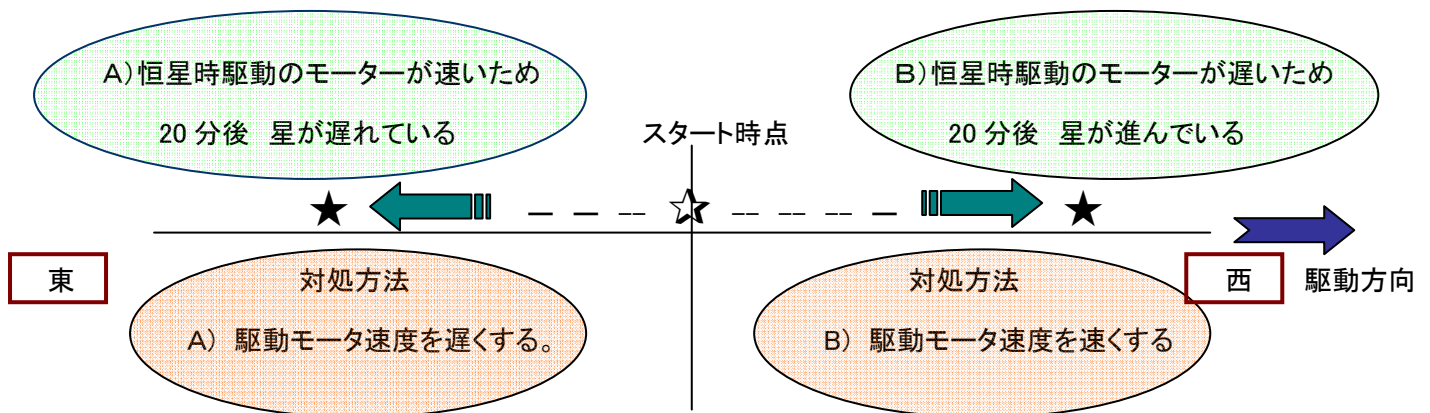 A)恒星時駆動のモーターが速いため
20分後 星が遅れている
スタート時点
B)恒星時駆動のモーターが遅いため
20分後 星が進んでいる
東
対処方法
A) 駆動モータ速度を遅くする。
対処方法
B) 駆動モータ速度を速くする
西
駆動方向